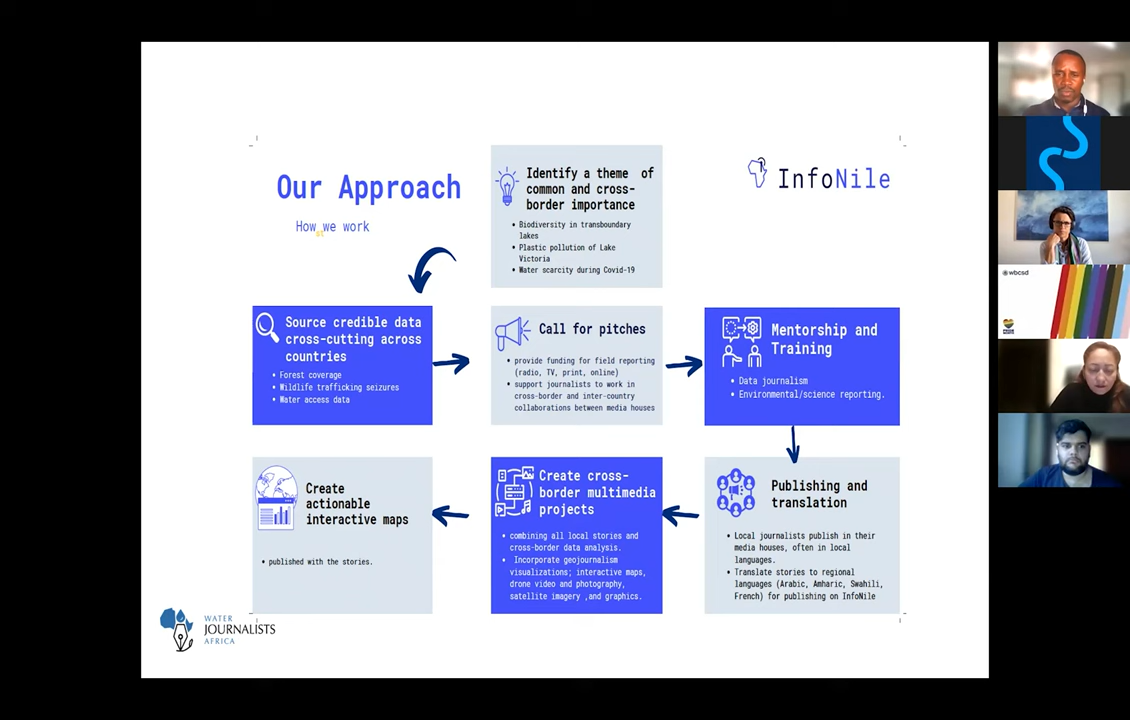 Our Approach
How we work
Identify a theme of
common and cross-
border importance
• Biodiversity in transboundary
lakes
• Plastic pollution of Lake
Victoria
• Water scarcity during Covid-19
InfoNile
Source credible data
cross-cutting across
countries
• Forest coverage
• Wildlife trafficking seizures
• Water access data
Call for pitches
• provide funding for field reporting
(radio, TV, print, online)
• support journalists to work in
cross-border and inter-country
collaborations between media houses
Mentorship and
Training
• Data journalism
• Environmental/science reporting.
Publishing and
translation
• Local journalists publish in their
media houses, often in local
languages.
• Translate stories to regional
languages (Arabic, Amharic, Swahili,
French) for publishing on InfoNile
Create cross-
border multimedia
projects
• combining all local stories and
cross-border data analysis.
• Incorporate geojournalism
visualizations; interactive maps,
drone video and photography,
satellite imagery ,and graphics.
Create
actionable
interactive maps
• published with the stories.
WATER
JOURNALISTS
AFRICA
wbcsd